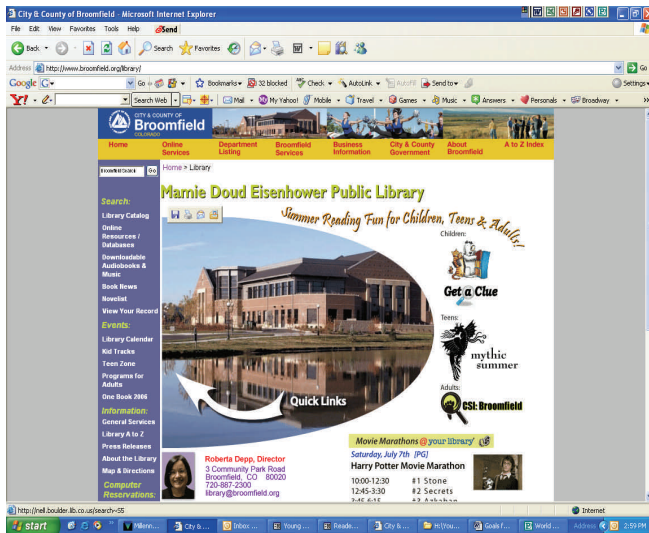 City & County of Broomfield - Microsoft Internet Explorer
File Edit View Favorites Tools Help Send
Back Search Favorites
Address http://www.broomfield.org/library/ Go
Google G Go Bookmarks 32 blocked Check AutoLink AutoFill Send to Settings
Y! Search Web Mail My Yahoo! Mobile Travel Games Music Answers Personals Broadway
CITY & COUNTY OF
Broomfield
COLORADO
Home Online Services Department Listing Broomfield Services Business Information City & County Government About Broomfield A to Z Index
Broomfield Search Go
Home > Library
Mamie Doud Eisenhower Public Library
Summer Reading Fun for Children, Teens & Adults!
Search:
Library Catalog
Online
Resources /
Databases
Downloadable
Audiobooks &
Music
Book News
Novelist
View Your Record
Events:
Library Calendar
Kid Tracks
Teen Zone
Programs for
Adults
One Book 2006
Information:
General Services
Library A to Z
Press Releases
About the Library
Map & Directions
Computer
Reservations:
Children:
Get a Clue
Teens:
mythic
summer
Adults:
CSI: Broomfield
Quick Links
Roberta Depp, Director
3 Community Park Road
Broomfield, CO 80020
720-887-2300
library@broomfield.org
Movie Marathons @ your library
Saturday, July 7th [PG]
Harry Potter Movie Marathon
10:00-12:30 #1 Stone
12:45-3:30 #2 Secrets
3:45-6:15 #3 Azkaban
http://nell.boulder.lib.co.us/search~S5 Internet
start Millenn... City & ... Inbox ... Young ... Reade... City & ... H:\You... Goals f... World ... Address 2:59 PM